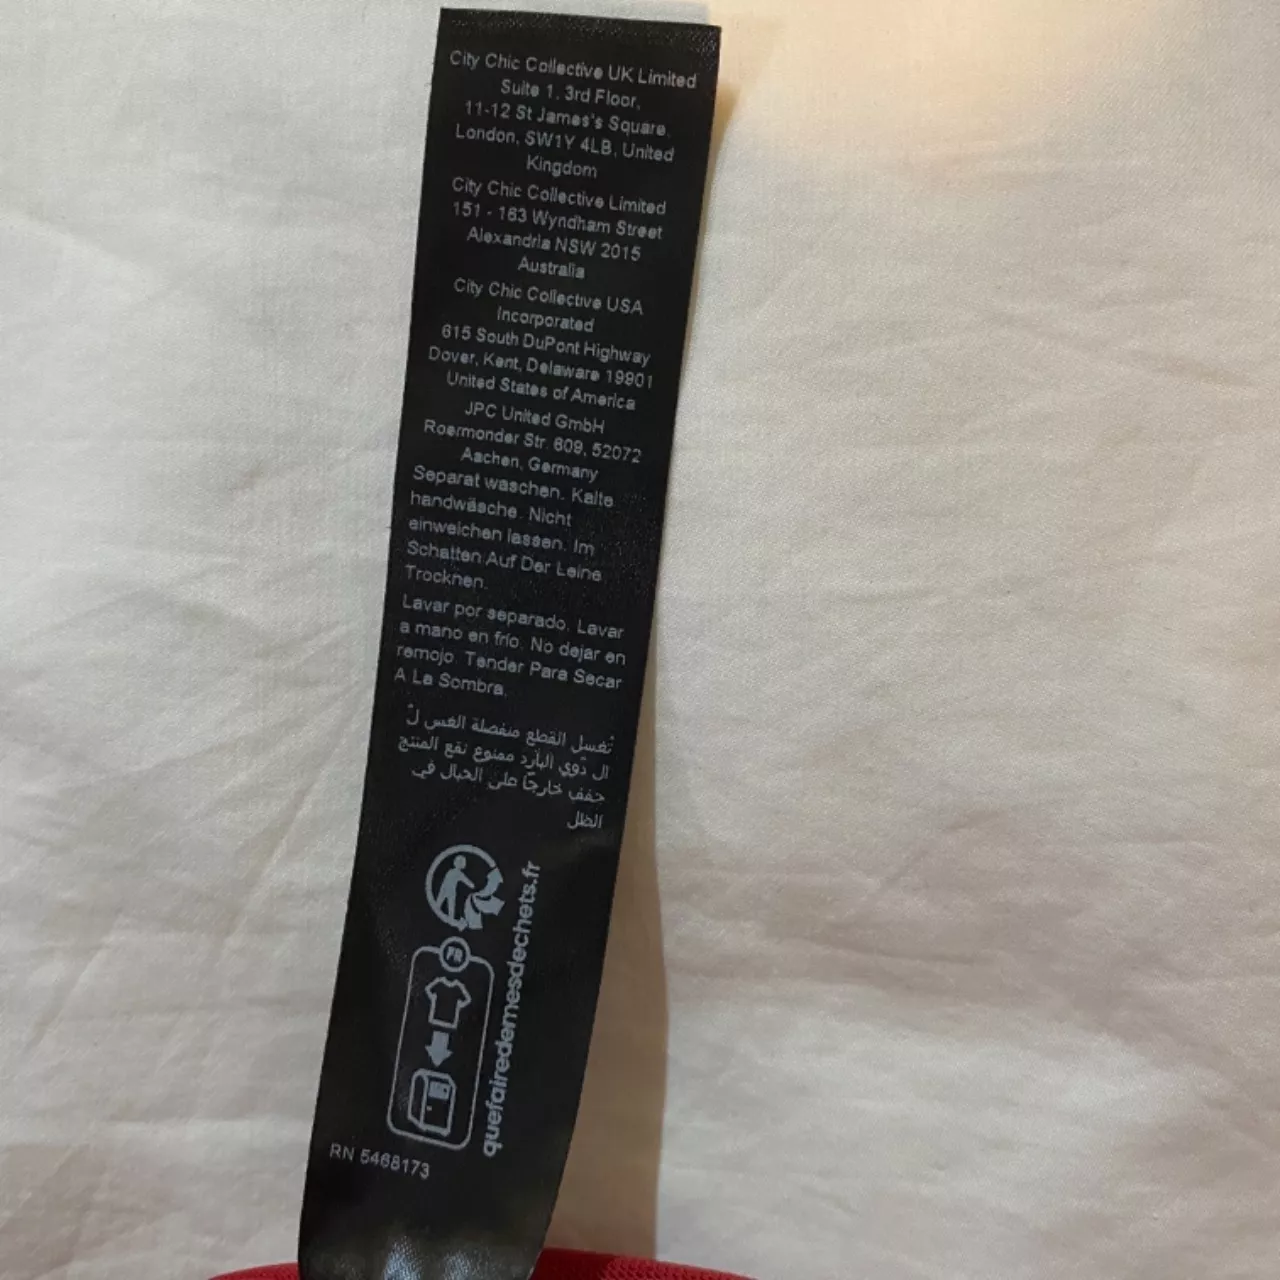 City Chic Collective UK Limited
Suite 1, 3rd Floor,
11-12 St James's Square,
London, SW1Y 4LB, United
Kingdom
City Chic Collective Limited
151 - 163 Wyndham Street
Alexandria NSW 2015
Australia
City Chic Collective USA
Incorporated
615 South DuPont Highway
Dover, Kent, Delaware 19901
United States of America
JPC United GmbH
Roermonder Str. 609, 52072
Aachen, Germany
Separat waschen. Kalte
handwäsche. Nicht
einweichen lassen. Im
Schatten Auf Der Leine
Trocknen.
Lavar por separado. Lavar
a mano en frío. No dejar en
remojo. Tender Para Secar
A La Sombra.
تُغسل القطع منفصلة الغس لْ
ال دّوي البارد ممنوع نقع المنتج
جفف خارجًا على الحبال في
الظل
FR
quefairedemesdechets.fr
RN 5468173